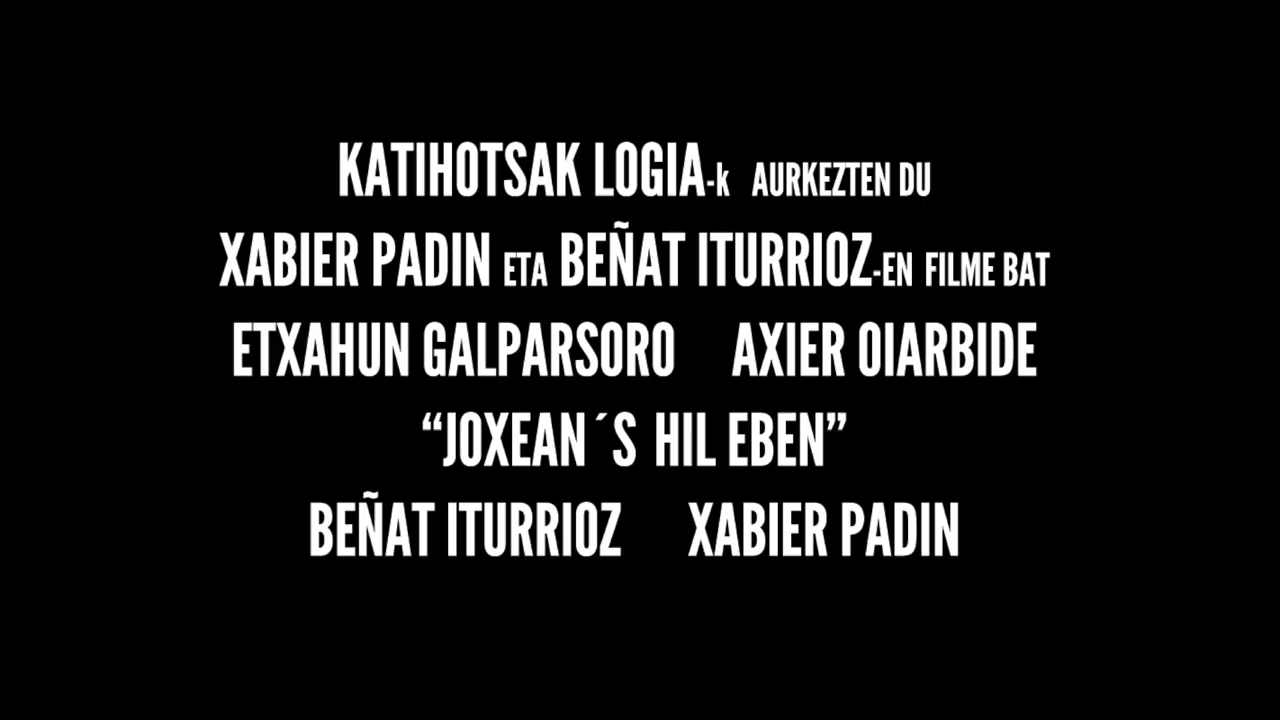 KATIHOTSAK LOGIA-k AURKEZTEN DU
XABIER PADIN ETA BEÑAT ITURRIOZ-EN FILME BAT
ETXAHUN GALPARSORO AXIER OIARBIDE
“JOXEAN´S HIL EBEN”
BEÑAT ITURRIOZ XABIER PADIN